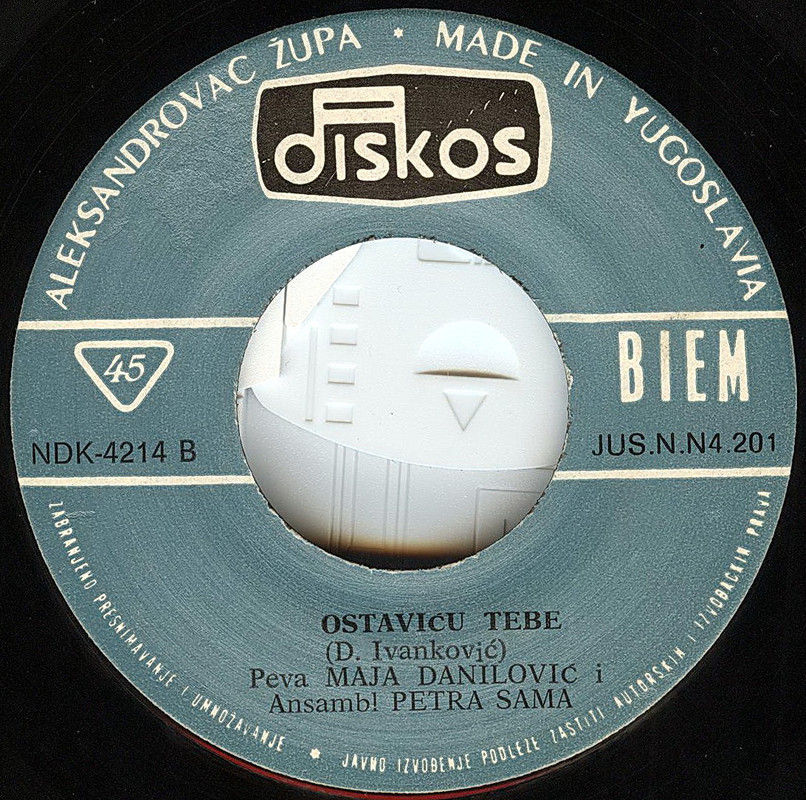 ALEKSANDROVAC ŽUPA * MADE IN YUGOSLAVIA
diskos
45
BIEM
NDK-4214 B
JUS.N.N4.201
OSTAVIĆU TEBE
(D. Ivanković)
Peva MAJA DANILOVIĆ i
Ansambl PETRA SAMA
ZABRANJENO PRESNIMAVANJE I UMNOŽAVANJE * JAVNO IZVOĐENJE PODLEŽE ZAŠTITI AUTORSKIH I IZVOĐAČKIH PRAVA